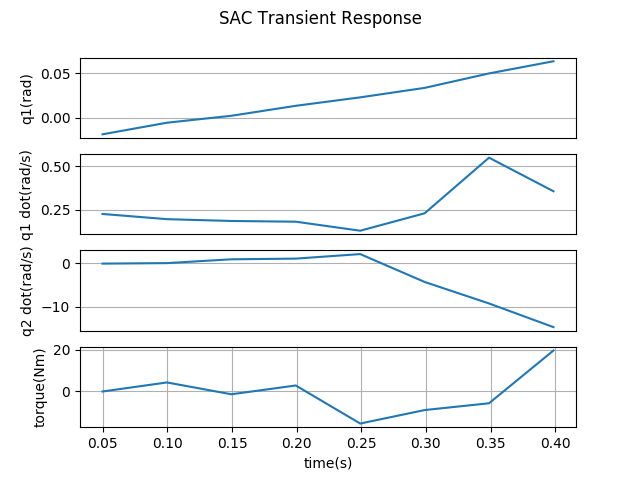 SAC Transient Response
q1(rad)
0.05
0.00
q1 dot(rad/s)
0.50
0.25
q2 dot(rad/s)
0
−10
torque(Nm)
20
0
0.05 0.10 0.15 0.20 0.25 0.30 0.35 0.40
time(s)